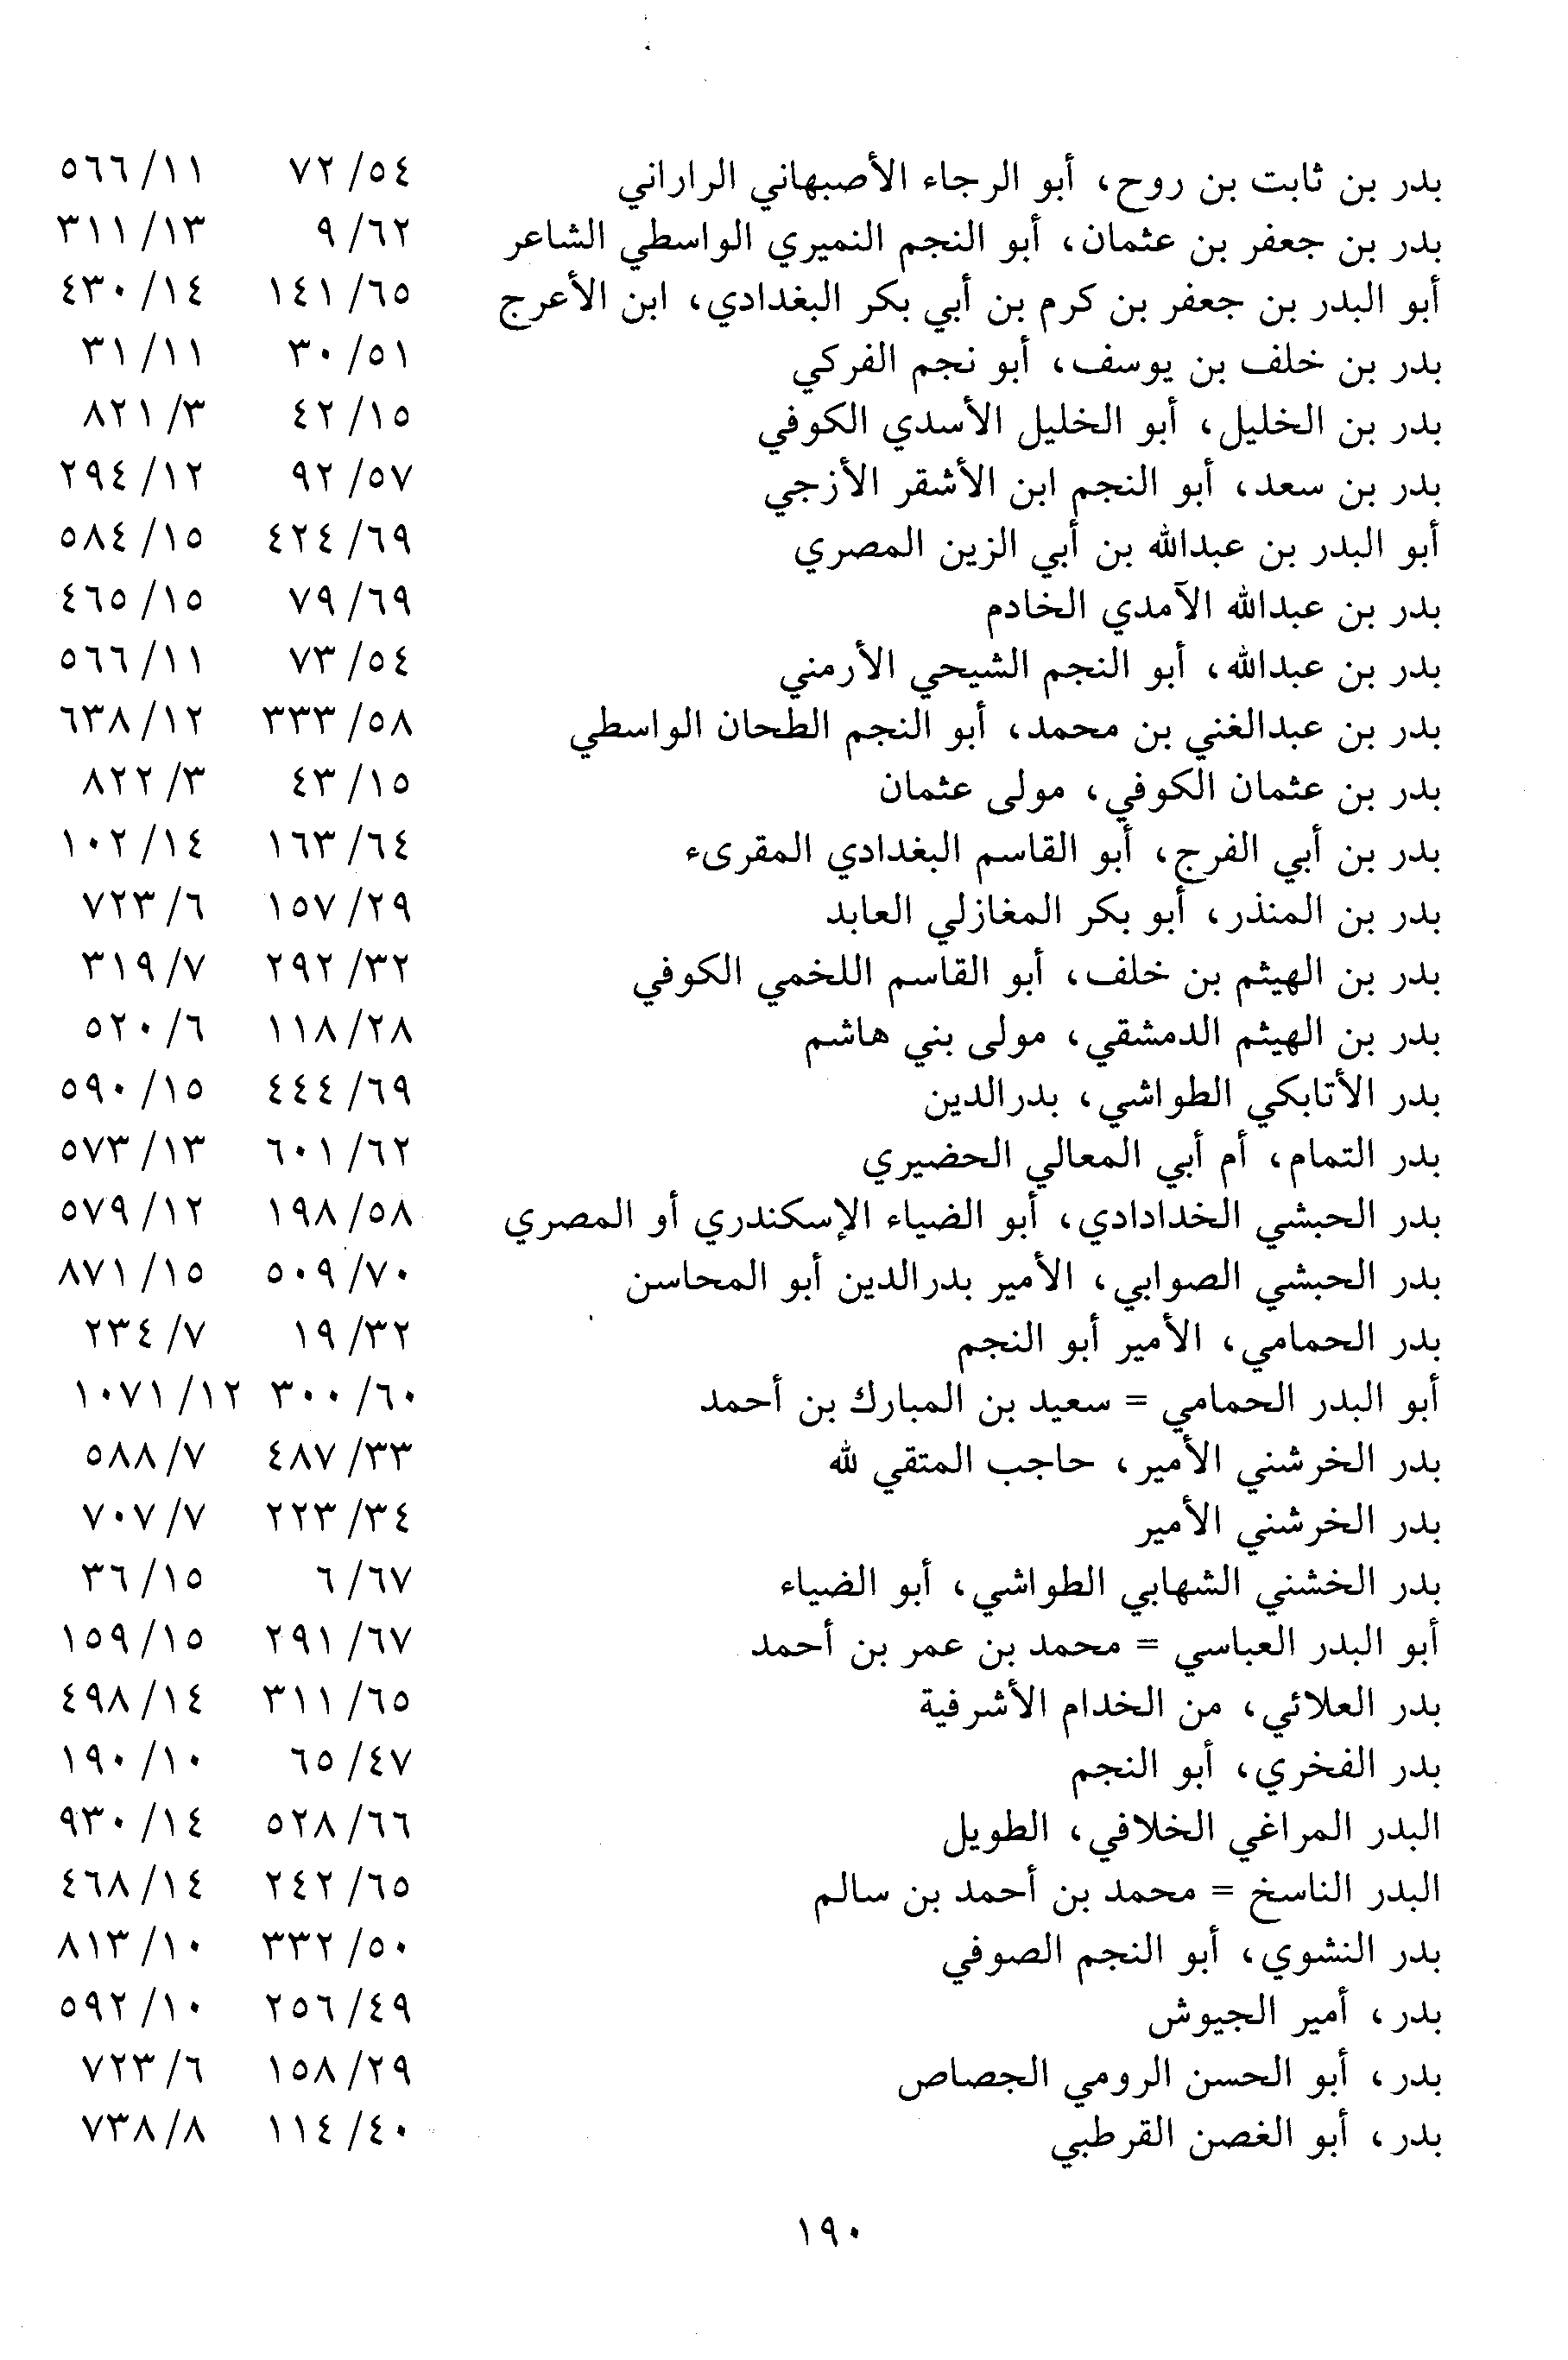 بدر بن ثابت بن روح، أبو الرجاء الأصبهاني الراراني ٥٤/ ٧٢ ١١/ ٥٦٦
بدر بن جعفر بن عثمان، أبو النجم النميري الواسطي الشاعر ٦٢/ ٩ ١٣/ ٣١١
أبو البدر بن جعفر بن كرم بن أبي بكر البغدادي، ابن الأعرج ٦٥/ ١٤١ ١٤/ ٤٣٠
بدر بن خلف بن يوسف، أبو نجم الفركي ٥١/ ٣٠ ١١/ ٣١
بدر بن الخليل، أبو الخليل الأسدي الكوفي ١٥/ ٤٢ ٣/ ٨٢١
بدر بن سعد، أبو النجم ابن الأشقر الأزجي ٥٧/ ٩٢ ١٢/ ٢٩٤
أبو البدر بن عبدالله بن أبي الزين المصري ٦٩/ ٤٢٤ ١٥/ ٥٨٤
بدر بن عبدالله الآمدي الخادم ٦٩/ ٧٩ ١٥/ ٤٦٥
بدر بن عبدالله، أبو النجم الشيحي الأرمني ٥٤/ ٧٣ ١١/ ٥٦٦
بدر بن عبدالغني بن محمد، أبو النجم الطحان الواسطي ٥٨/ ٣٣٣ ١٢/ ٦٣٨
بدر بن عثمان الكوفي، مولى عثمان ١٥/ ٤٣ ٣/ ٨٢٢
بدر بن أبي الفرج، أبو القاسم البغدادي المقرىء ٦٤/ ١٦٣ ١٤/ ١٠٢
بدر بن المنذر، أبو بكر المغازلي العابد ٢٩/ ١٥٧ ٦/ ٧٢٣
بدر بن الهيثم بن خلف، أبو القاسم اللخمي الكوفي ٣٢/ ٢٩٢ ٧/ ٣١٩
بدر بن الهيثم الدمشقي، مولى بني هاشم ٢٨/ ١١٨ ٦/ ٥٢٠
بدر الأتابكي الطواشي، بدرالدين ٦٩/ ٤٤٤ ١٥/ ٥٩٠
بدر التمام، أم أبي المعالي الحضيري ٦٢/ ٦٠١ ١٣/ ٥٧٣
بدر الحبشي الخدادادي، أبو الضياء الإسكندري أو المصري ٥٨/ ١٩٨ ١٢/ ٥٧٩
بدر الحبشي الصوابي، الأمير بدرالدين أبو المحاسن ٧٠/ ٥٠٩ ١٥/ ٨٧١
بدر الحمامي، الأمير أبو النجم ٣٢/ ١٩ ٧/ ٢٣٤
أبو البدر الحمامي = سعيد بن المبارك بن أحمد ٦٠/ ٣٠٠ ١٢/ ١٠٧١
بدر الخرشني الأمير، حاجب المتقي لله ٣٣/ ٤٨٧ ٧/ ٥٨٨
بدر الخرشني الأمير ٣٤/ ٢٢٣ ٧/ ٧٠٧
بدر الخشني الشهابي الطواشي، أبو الضياء ٦٧/ ٦ ١٥/ ٣٦
أبو البدر العباسي = محمد بن عمر بن أحمد ٦٧/ ٢٩١ ١٥/ ١٥٩
بدر العلائي، من الخدام الأشرفية ٦٥/ ٣١١ ١٤/ ٤٩٨
بدر الفخري، أبو النجم ٤٧/ ٦٥ ١٠/ ١٩٠
البدر المراغي الخلافي، الطويل ٦٦/ ٥٢٨ ١٤/ ٩٣٠
البدر الناسخ = محمد بن أحمد بن سالم ٦٥/ ٢٤٢ ١٤/ ٤٦٨
بدر النشوي، أبو النجم الصوفي ٥٠/ ٣٣٢ ١٠/ ٨١٣
بدر، أمير الجيوش ٤٩/ ٢٥٦ ١٠/ ٥٩٢
بدر، أبو الحسن الرومي الجصاص ٢٩/ ١٥٨ ٦/ ٧٢٣
بدر، أبو الغصن القرطبي ٤٠/ ١١٤ ٨/ ٧٣٨
١٩٠